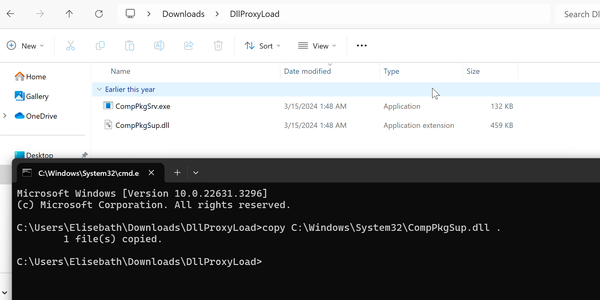 Downloads > DllProxyLoad Search Dl
New Sort View ...
Name Date modified Type Size
Home
Earlier this year
Gallery
CompPkgSrv.exe 3/15/2024 1:48 AM Application 132 KB
OneDrive
CompPkgSup.dll 3/15/2024 1:48 AM Application extension 459 KB
Desktop
C:\Windows\System32\cmd.e
Microsoft Windows [Version 10.0.22631.3296]
(c) Microsoft Corporation. All rights reserved.
C:\Users\Elisebath\Downloads\DllProxyLoad>copy C:\Windows\System32\CompPkgSup.dll .
1 file(s) copied.
C:\Users\Elisebath\Downloads\DllProxyLoad>